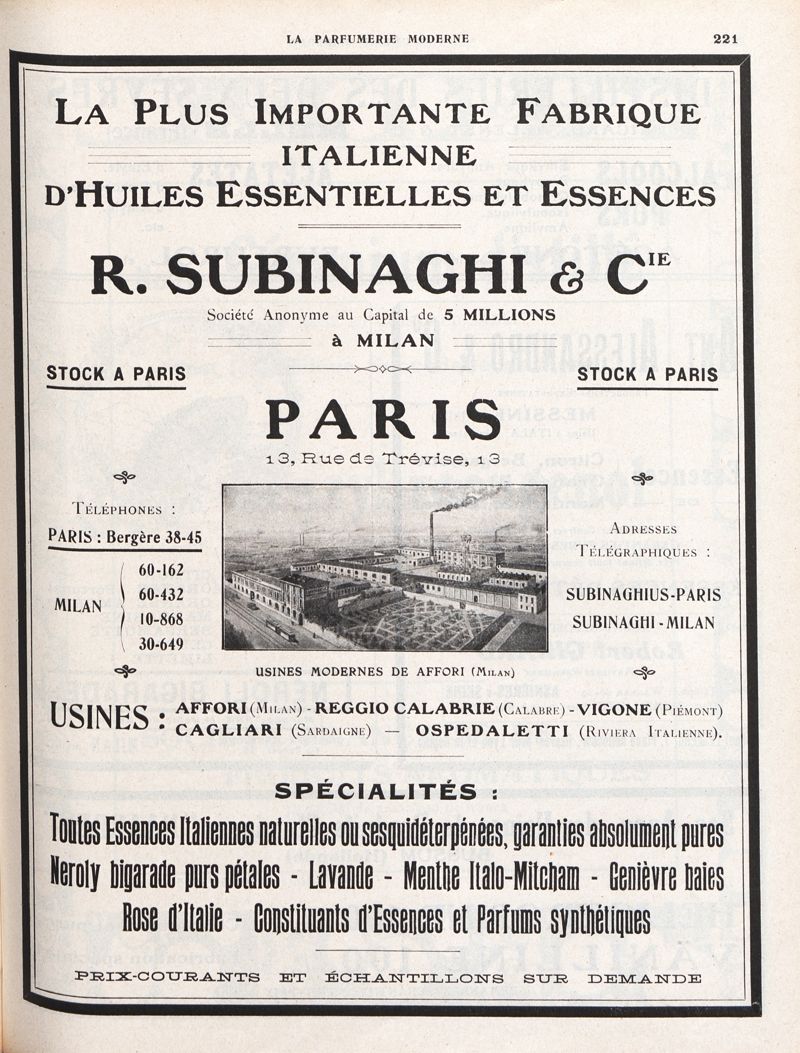 LA PARFUMERIE MODERNE
221
LA PLUS IMPORTANTE FABRIQUE
ITALIENNE
D'HUILES ESSENTIELLES ET ESSENCES
R. SUBINAGHI & CIE
Société Anonyme au Capital de 5 MILLIONS
à MILAN
STOCK A PARIS
STOCK A PARIS
PARIS
13, Rue de Trévise, 13
TÉLÉPHONES :
PARIS : Bergère 38-45
MILAN
60-162
60-432
10-868
30-649
ADRESSES
TÉLÉGRAPHIQUES :
SUBINAGHIUS-PARIS
SUBINAGHI-MILAN
USINES MODERNES DE AFFORI (MILAN)
USINES : AFFORI (MILAN) - REGGIO CALABRIE (CALABRE) - VIGONE (PIÉMONT)
CAGLIARI (SARDAIGNE) — OSPEDALETTI (RIVIERA ITALIENNE).
SPÉCIALITÉS :
Toutes Essences Italiennes naturelles ou sesquidéterpénées, garanties absolument pures
Neroly bigarade purs pétales - Lavande - Menthe Italo-Mitcham - Genièvre baies
Rose d'Italie - Constituants d'Essences et Parfums synthétiques
PRIX-COURANTS ET ÉCHANTILLONS SUR DEMANDE